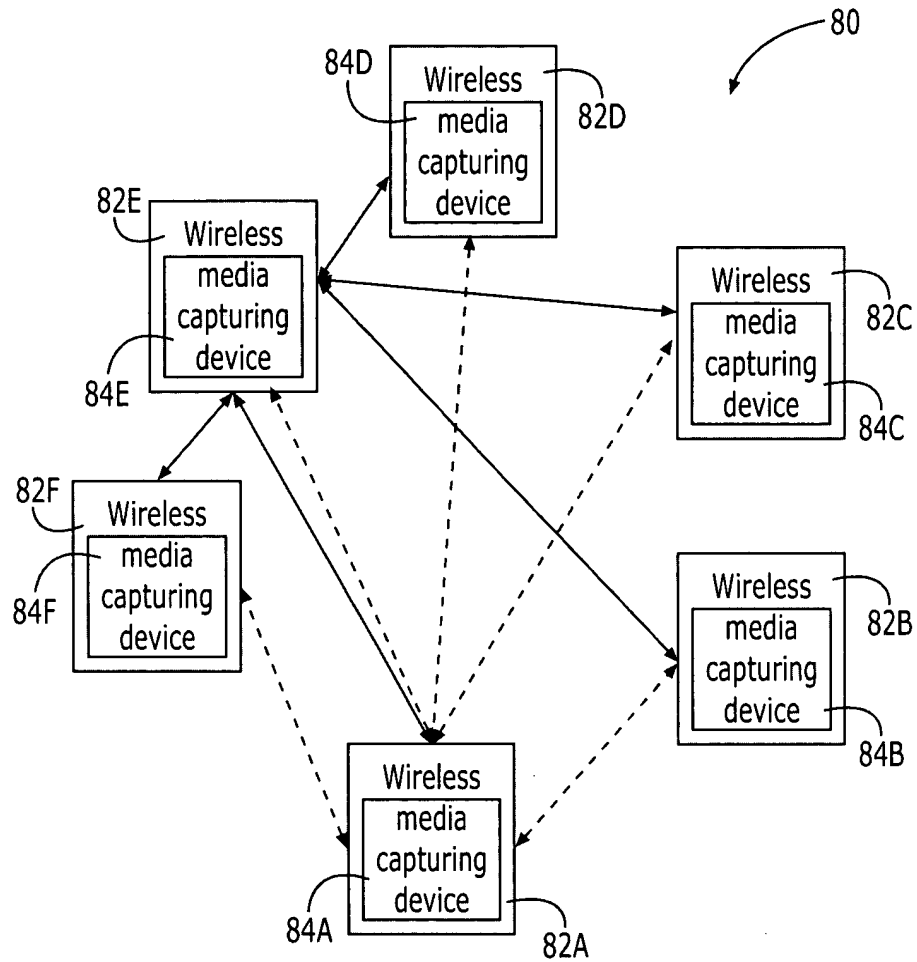 80
84D
Wireless
82D
media
capturing
device
82E
Wireless
media
capturing
device
84E
Wireless
82C
media
capturing
device
84C
82F
Wireless
media
capturing
device
84F
Wireless
82B
media
capturing
device
84B
Wireless
media
capturing
device
84A
82A